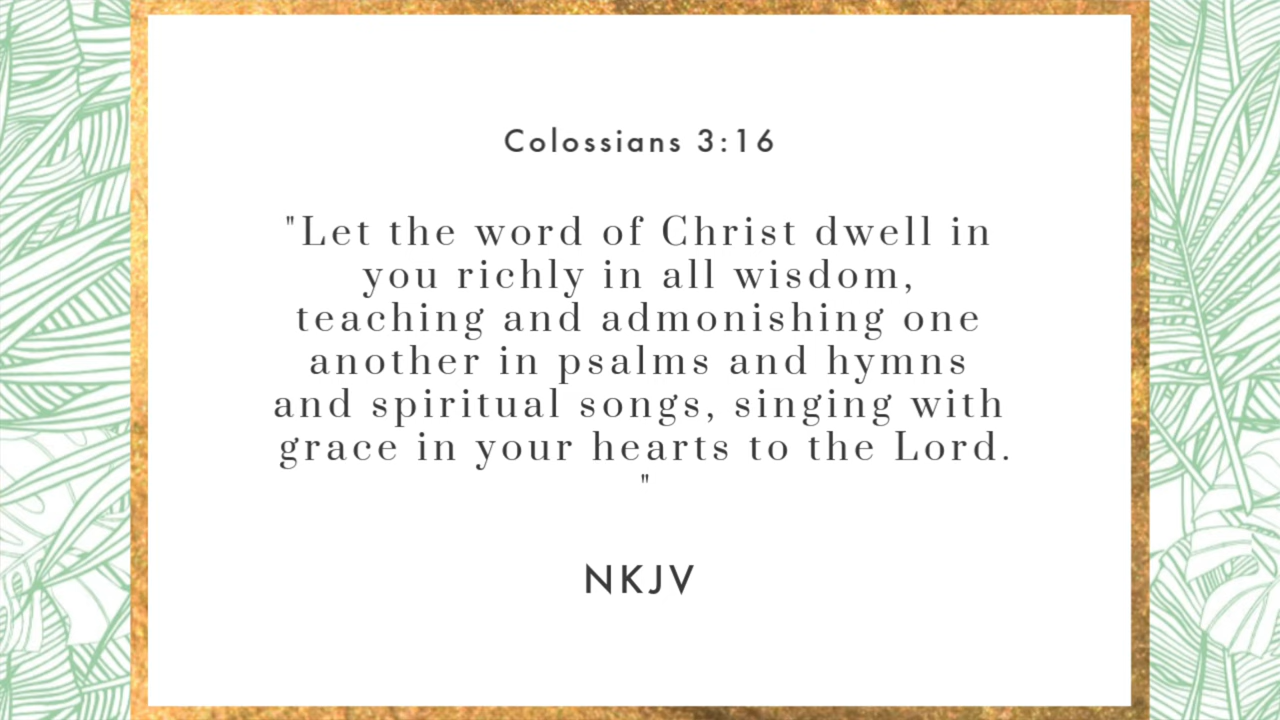 Colossians 3:16
"Let the word of Christ dwell in
you richly in all wisdom,
teaching and admonishing one
another in psalms and hymns
and spiritual songs, singing with
grace in your hearts to the Lord.
"
NKJV